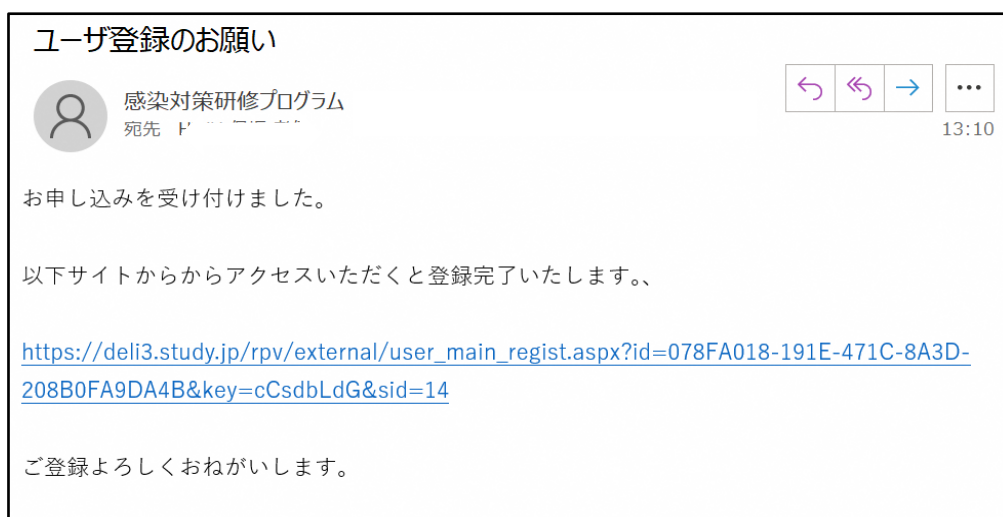 ユーザ登録のお願い
感染対策研修プログラム
宛先
13:10
お申し込みを受け付けました。
以下サイトからからアクセスいただくと登録完了いたします。、
https://deli3.study.jp/rpv/external/user_main_regist.aspx?id=078FA018-191E-471C-8A3D-
208B0FA9DA4B&key=cCsdbLdG&sid=14
ご登録よろしくおねがいします。